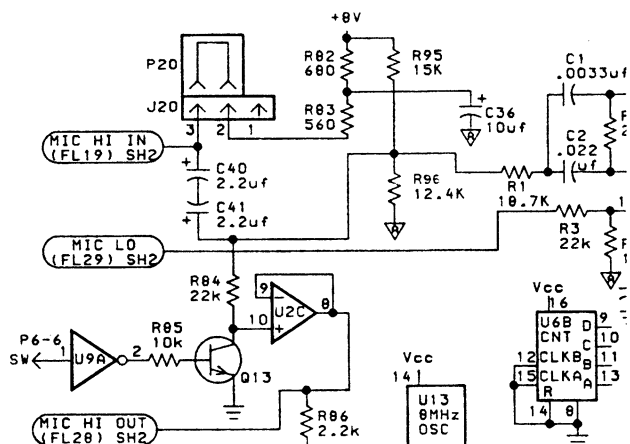 +8V
P20
J20
3 2 1
R82
680
R95
15K
R83
560
+
C36
10uf
A
C1
.0033uf
C2
.022
uf
R
2
MIC HI IN
(FL19) SH2
+
C40
2.2uf
+
C41
2.2uf
R96
12.4K
A
R1
18.7K
MIC LO
(FL29) SH2
R3
22k
1
R
1
A
R84
22k
9
-
U2C
8
10
+
P6-6
SW
1
U9A
2
R85
10k
Q13
MIC HI OUT
(FL28) SH2
R86
2.2k
Vcc
14
U13
8MHz
OSC
Vcc
16
U6B
CNT
D 9
C 10
12 CLKB B 11
15 CLKA A 13
R
14 8